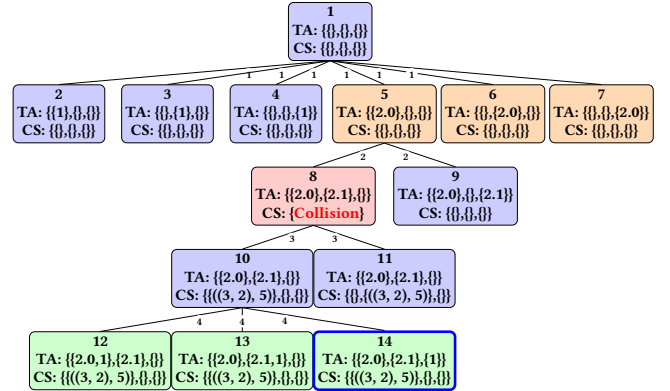 1
TA: {{},{},{}}
CS: {{},{},{}}
1 1 1 1 1 1
2
TA: {{1},{},{}}
CS: {{},{},{}}
3
TA: {{},{1},{}}
CS: {{},{},{}}
4
TA: {{},{},{1}}
CS: {{},{},{}}
5
TA: {{2.0},{},{}}
CS: {{},{},{}}
6
TA: {{},{2.0},{}}
CS: {{},{},{}}
7
TA: {{},{},{2.0}}
CS: {{},{},{}}
2 2
8
TA: {{2.0},{2.1},{}}
CS: {Collision}
9
TA: {{2.0},{},{2.1}}
CS: {{},{},{}}
3 3
10
TA: {{2.0},{2.1},{}}
CS: {{((3, 2), 5)},{},{}}
11
TA: {{2.0},{2.1},{}}
CS: {{},{((3, 2), 5)},{}}
4 4 4
12
TA: {{2.0,1},{2.1},{}}
CS: {{((3, 2), 5)},{},{}}
13
TA: {{2.0},{2.1,1},{}}
CS: {{((3, 2), 5)},{},{}}
14
TA: {{2.0},{2.1},{1}}
CS: {{((3, 2), 5)},{},{}}